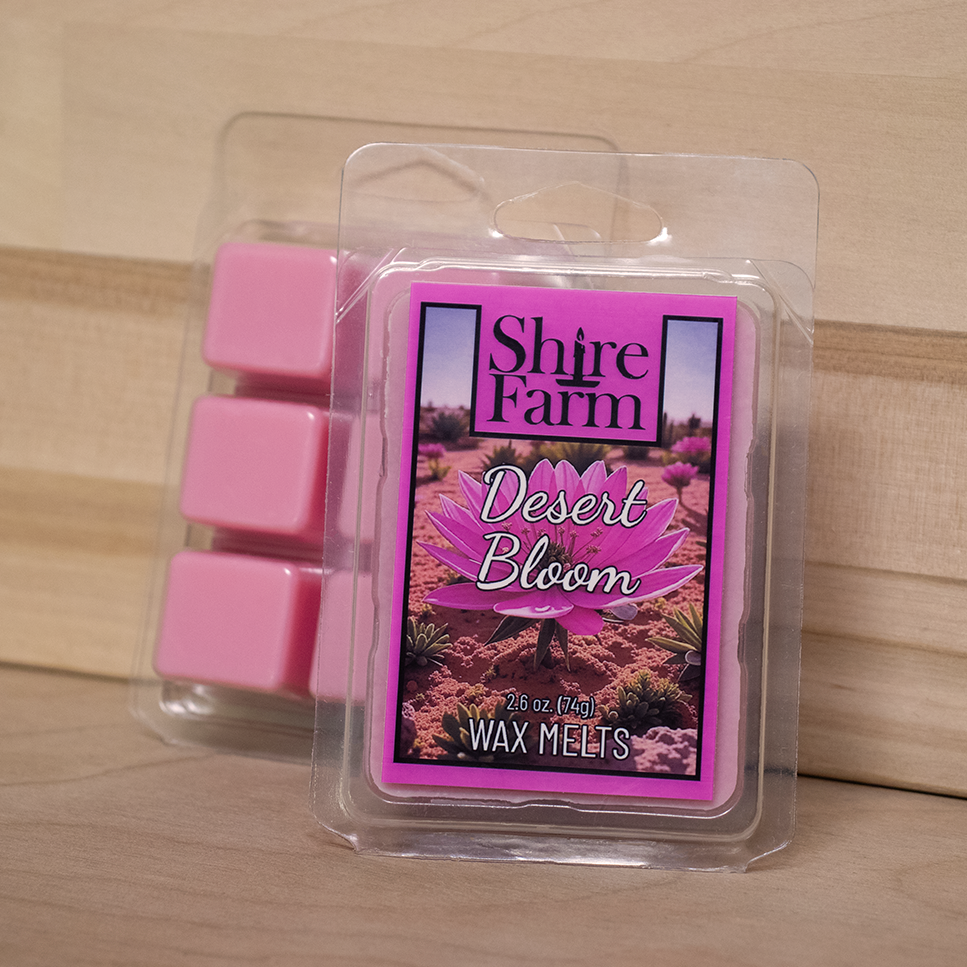 Shire
Farm
Desert
Bloom
2.6 oz. (74g)
WAX MELTS